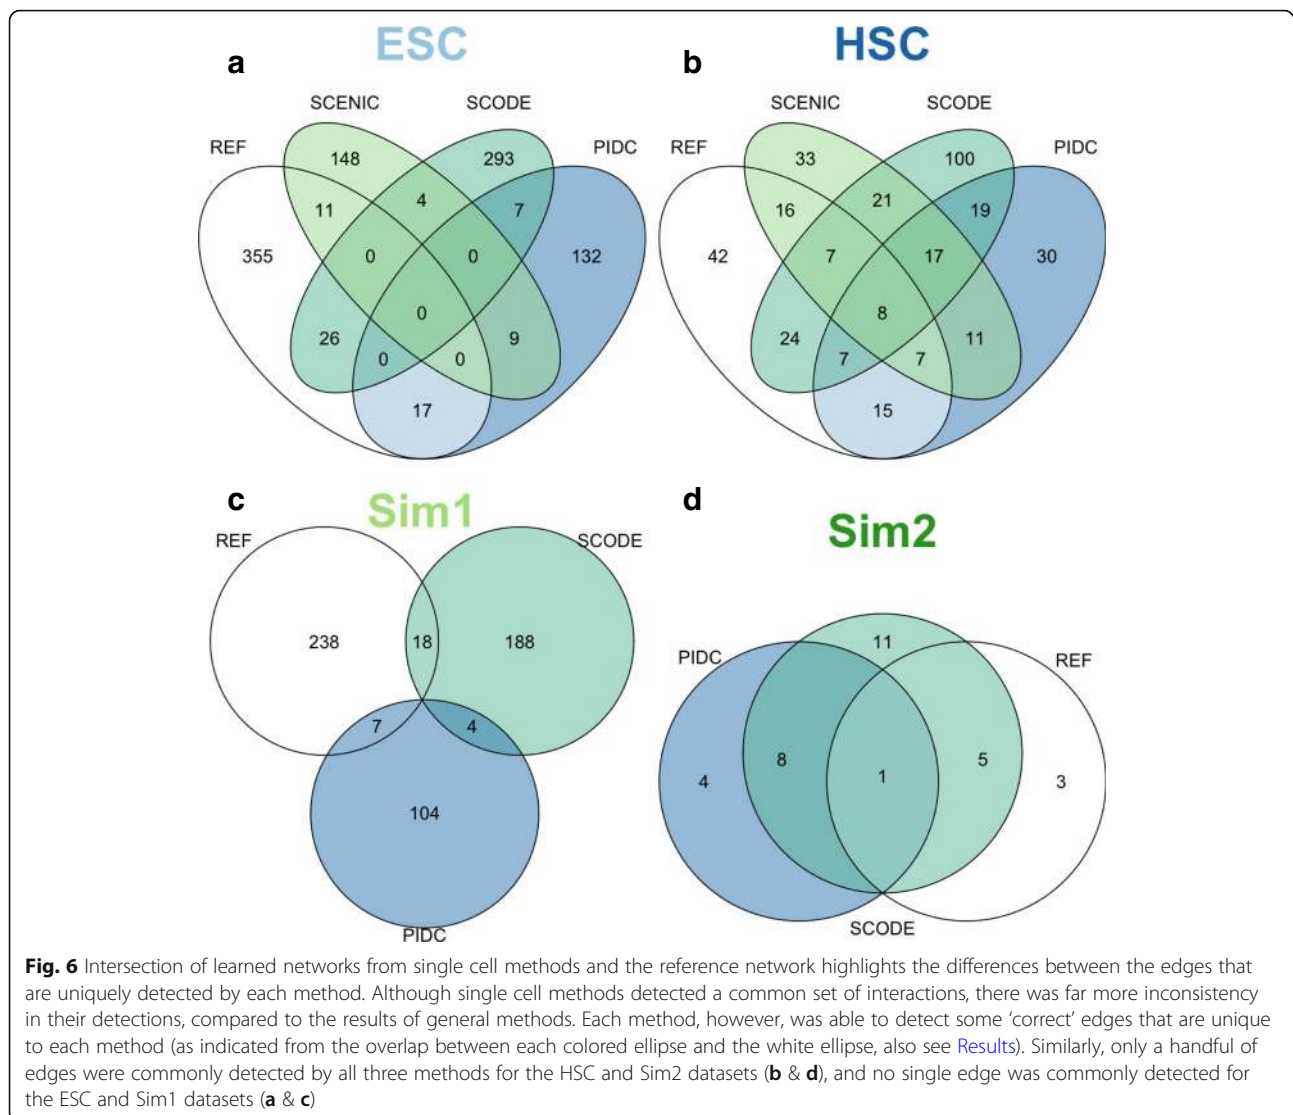 ESC
HSC
a
b
SCENIC
SCODE
SCENIC
SCODE
REF
PIDC
REF
PIDC
148
293
33
100
11
4
7
16
21
19
355
0
0
132
42
7
17
30
0
8
26
9
24
11
0
0
7
7
17
15
c
Sim1
d
Sim2
REF
SCODE
238
18
188
7
4
104
PIDC
PIDC
11
REF
4
8
1
5
3
SCODE
Fig. 6 Intersection of learned networks from single cell methods and the reference network highlights the differences between the edges that
are uniquely detected by each method. Although single cell methods detected a common set of interactions, there was far more inconsistency
in their detections, compared to the results of general methods. Each method, however, was able to detect some ‘correct’ edges that are unique
to each method (as indicated from the overlap between each colored ellipse and the white ellipse, also see Results). Similarly, only a handful of
edges were commonly detected by all three methods for the HSC and Sim2 datasets (b & d), and no single edge was commonly detected for
the ESC and Sim1 datasets (a & c)